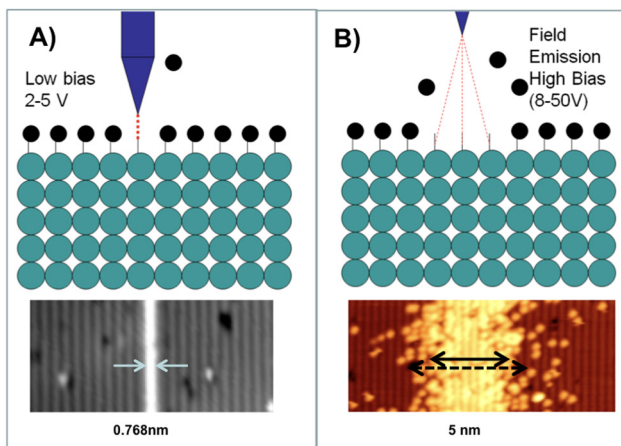 A)
Low bias
2-5 V
0.768nm
B)
Field
Emission
High Bias
(8-50V)
5 nm